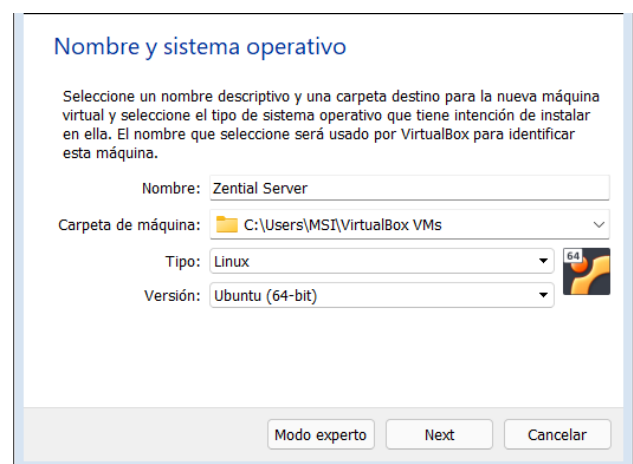 Nombre y sistema operativo
Seleccione un nombre descriptivo y una carpeta destino para la nueva máquina
virtual y seleccione el tipo de sistema operativo que tiene intención de instalar
en ella. El nombre que seleccione será usado por VirtualBox para identificar
esta máquina.
Nombre: Zential Server
Carpeta de máquina: C:\Users\MSI\VirtualBox VMs
Tipo: Linux
64
Versión: Ubuntu (64-bit)
Modo experto Next Cancelar